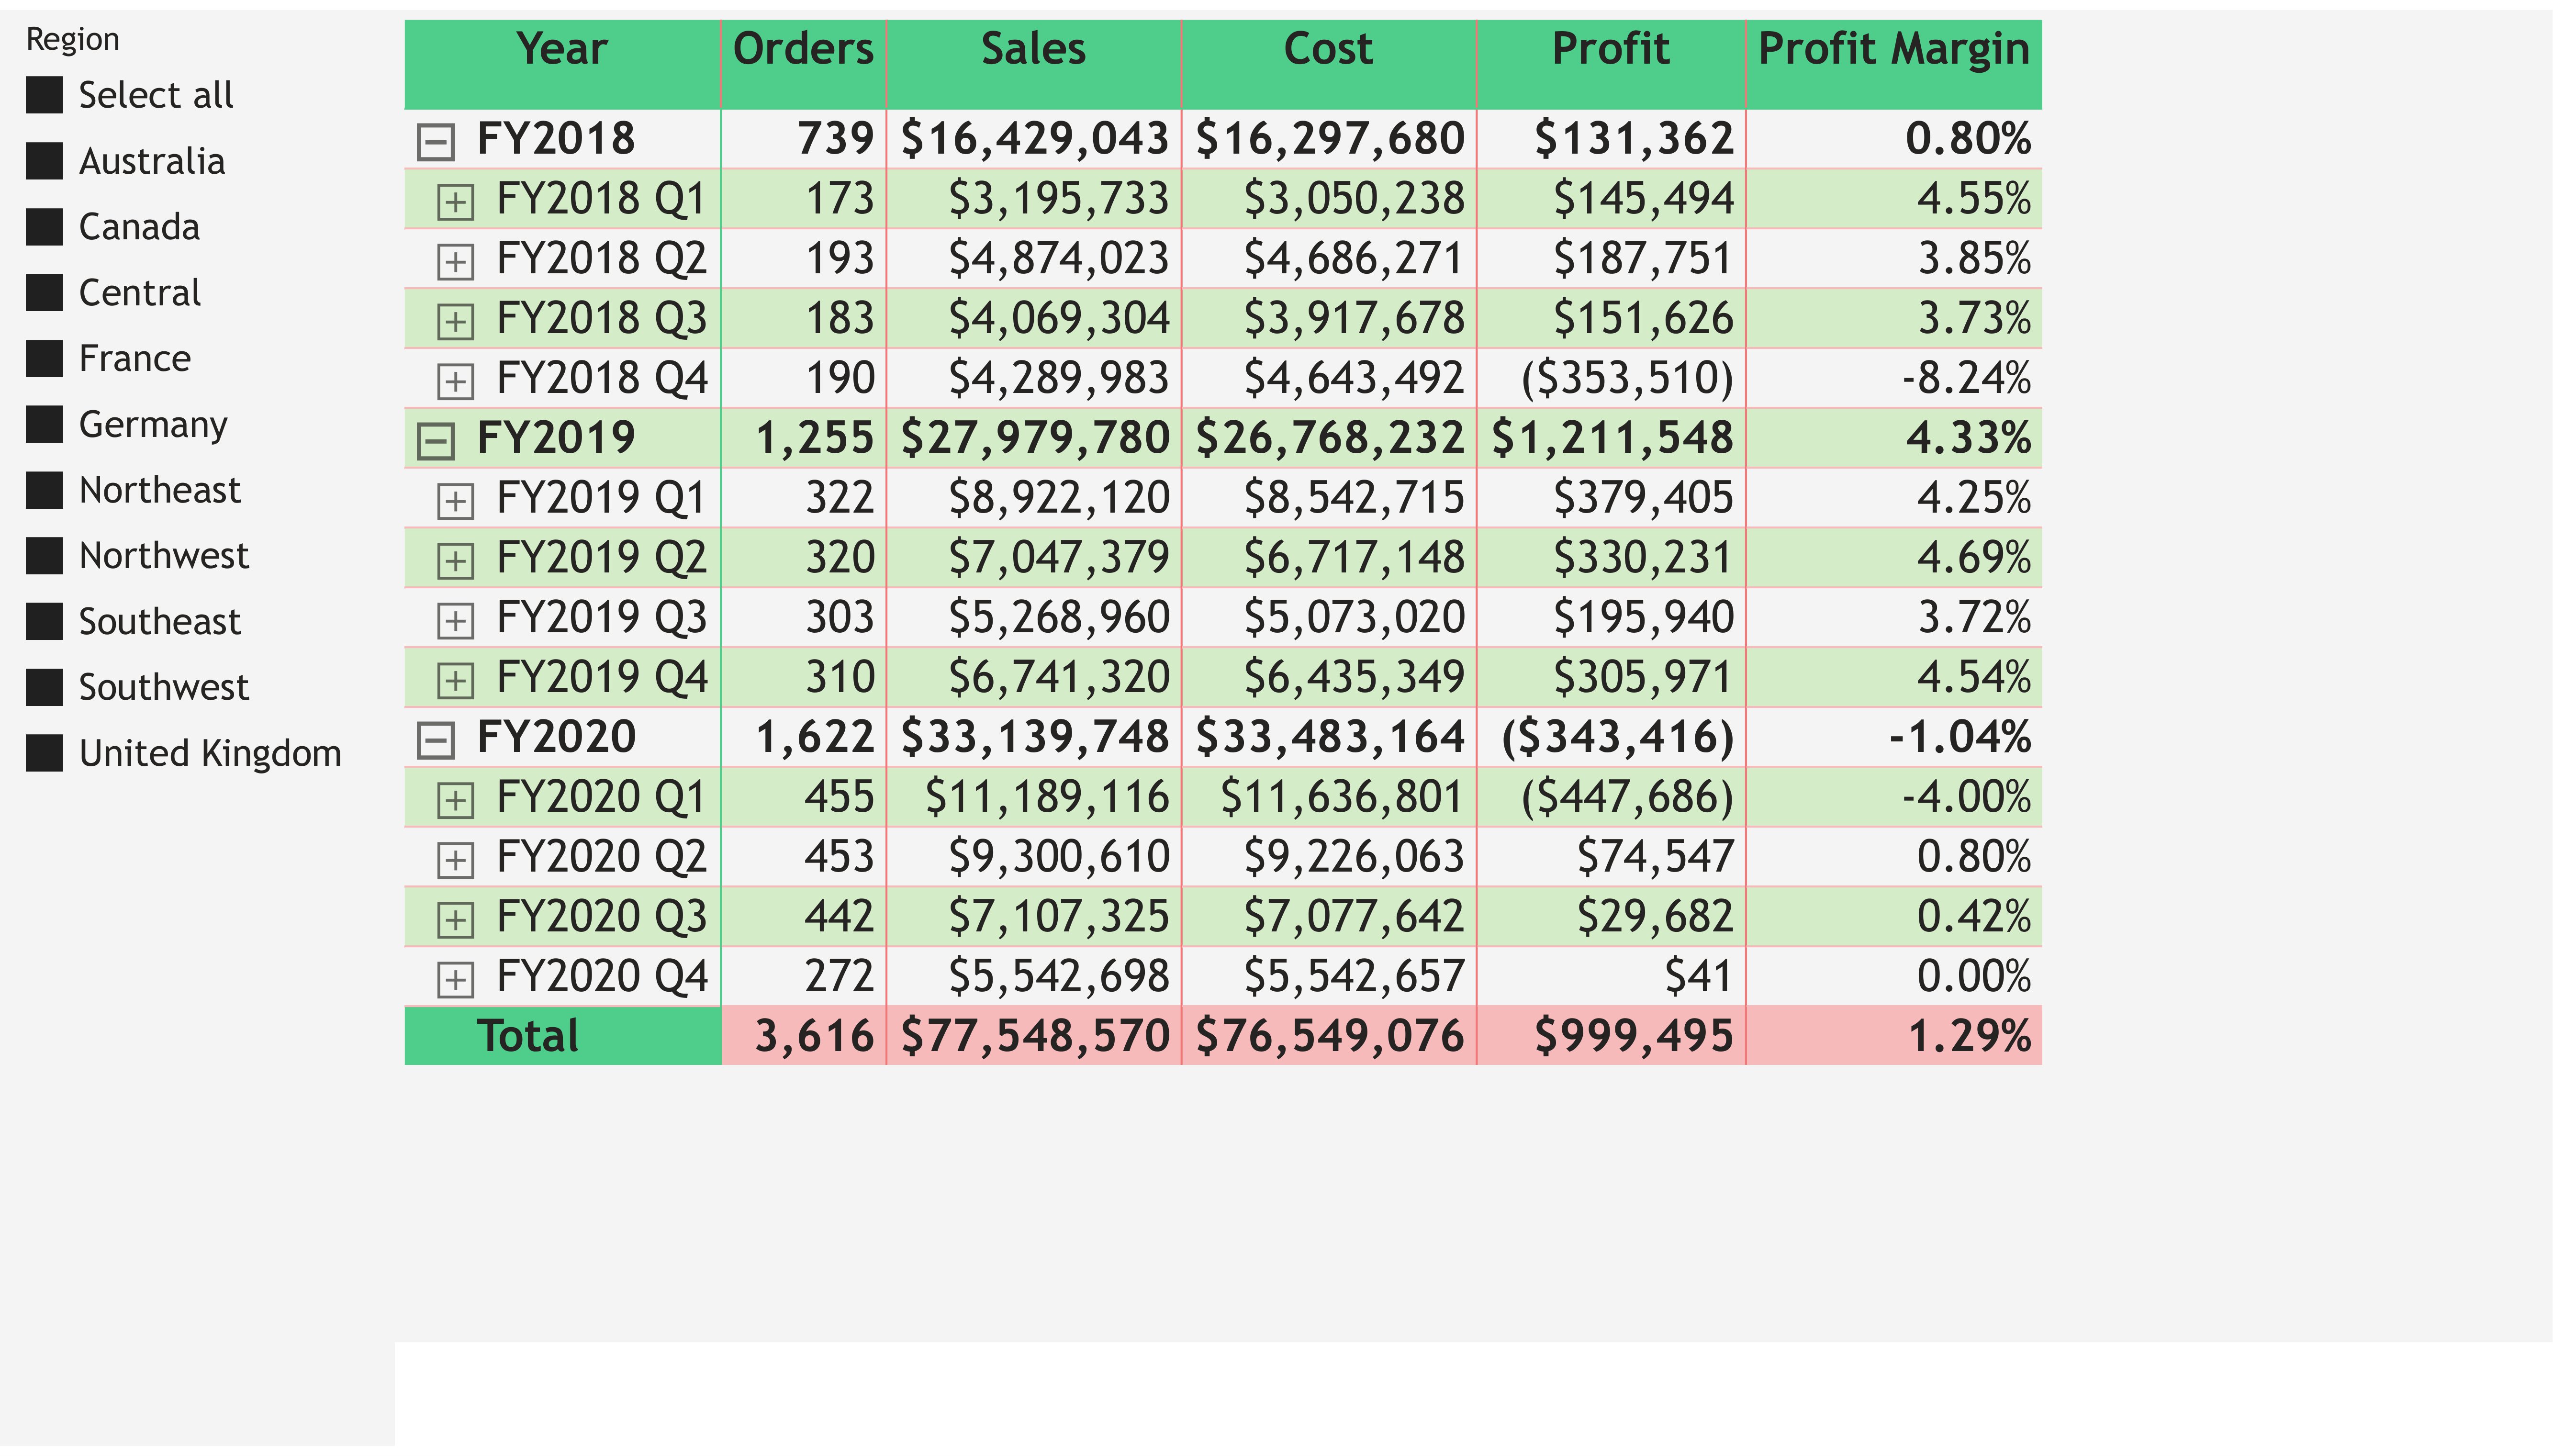 Region
Select all
Australia
Canada
Central
France
Germany
Northeast
Northwest
Southeast
Southwest
United Kingdom
Year Orders Sales Cost Profit Profit Margin
FY2018 739 $16,429,043 $16,297,680 $131,362 0.80%
FY2018 Q1 173 $3,195,733 $3,050,238 $145,494 4.55%
FY2018 Q2 193 $4,874,023 $4,686,271 $187,751 3.85%
FY2018 Q3 183 $4,069,304 $3,917,678 $151,626 3.73%
FY2018 Q4 190 $4,289,983 $4,643,492 ($353,510) -8.24%
FY2019 1,255 $27,979,780 $26,768,232 $1,211,548 4.33%
FY2019 Q1 322 $8,922,120 $8,542,715 $379,405 4.25%
FY2019 Q2 320 $7,047,379 $6,717,148 $330,231 4.69%
FY2019 Q3 303 $5,268,960 $5,073,020 $195,940 3.72%
FY2019 Q4 310 $6,741,320 $6,435,349 $305,971 4.54%
FY2020 1,622 $33,139,748 $33,483,164 ($343,416) -1.04%
FY2020 Q1 455 $11,189,116 $11,636,801 ($447,686) -4.00%
FY2020 Q2 453 $9,300,610 $9,226,063 $74,547 0.80%
FY2020 Q3 442 $7,107,325 $7,077,642 $29,682 0.42%
FY2020 Q4 272 $5,542,698 $5,542,657 $41 0.00%
Total 3,616 $77,548,570 $76,549,076 $999,495 1.29%